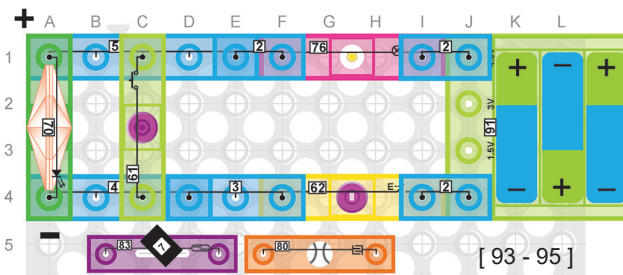 + A B C D E F G H I J K L
1 5 2 76 2 + − +
2 3V
70 91
3 61 1.5V
4 4 3 62 E 2 − + −
−
5 83 7 80 [ 93 - 95 ]